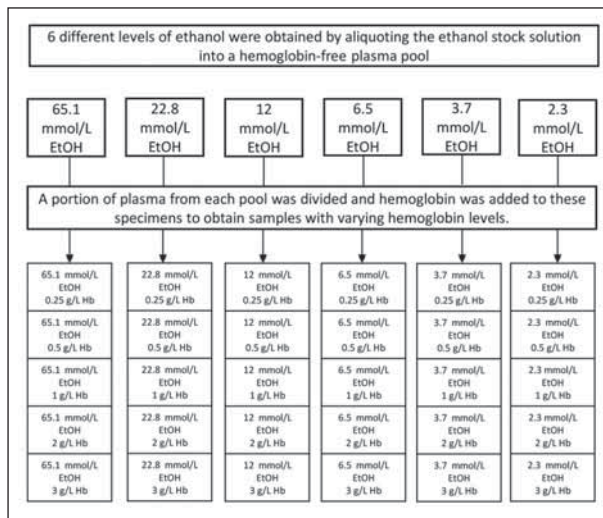 6 different levels of ethanol were obtained by aliquoting the ethanol stock solution
into a hemoglobin-free plasma pool
65.1
mmol/L
EtOH
22.8
mmol/L
EtOH
12
mmol/L
EtOH
6.5
mmol/L
EtOH
3.7
mmol/L
EtOH
2.3
mmol/L
EtOH
A portion of plasma from each pool was divided and hemoglobin was added to these
specimens to obtain samples with varying hemoglobin levels.
65.1 mmol/L
EtOH
0.25 g/L Hb
22.8 mmol/L
EtOH
0.25 g/L Hb
12 mmol/L
EtOH
0.25 g/L Hb
6.5 mmol/L
EtOH
0.25 g/L Hb
3.7 mmol/L
EtOH
0.25 g/L Hb
2.3 mmol/L
EtOH
0.25 g/L Hb
65.1 mmol/L
EtOH
0.5 g/L Hb
22.8 mmol/L
EtOH
0.5 g/L Hb
12 mmol/L
EtOH
0.5 g/L Hb
6.5 mmol/L
EtOH
0.5 g/L Hb
3.7 mmol/L
EtOH
0.5 g/L Hb
2.3 mmol/L
EtOH
0.5 g/L Hb
65.1 mmol/L
EtOH
1 g/L Hb
22.8 mmol/L
EtOH
1 g/L Hb
12 mmol/L
EtOH
1 g/L Hb
6.5 mmol/L
EtOH
1 g/L Hb
3.7 mmol/L
EtOH
1 g/L Hb
2.3 mmol/L
EtOH
1 g/L Hb
65.1 mmol/L
EtOH
2 g/L Hb
22.8 mmol/L
EtOH
2 g/L Hb
12 mmol/L
EtOH
2 g/L Hb
6.5 mmol/L
EtOH
2 g/L Hb
3.7 mmol/L
EtOH
2 g/L Hb
2.3 mmol/L
EtOH
2 g/L Hb
65.1 mmol/L
EtOH
3 g/L Hb
22.8 mmol/L
EtOH
3 g/L Hb
12 mmol/L
EtOH
3 g/L Hb
6.5 mmol/L
EtOH
3 g/L Hb
3.7 mmol/L
EtOH
3 g/L Hb
2.3 mmol/L
EtOH
3 g/L Hb